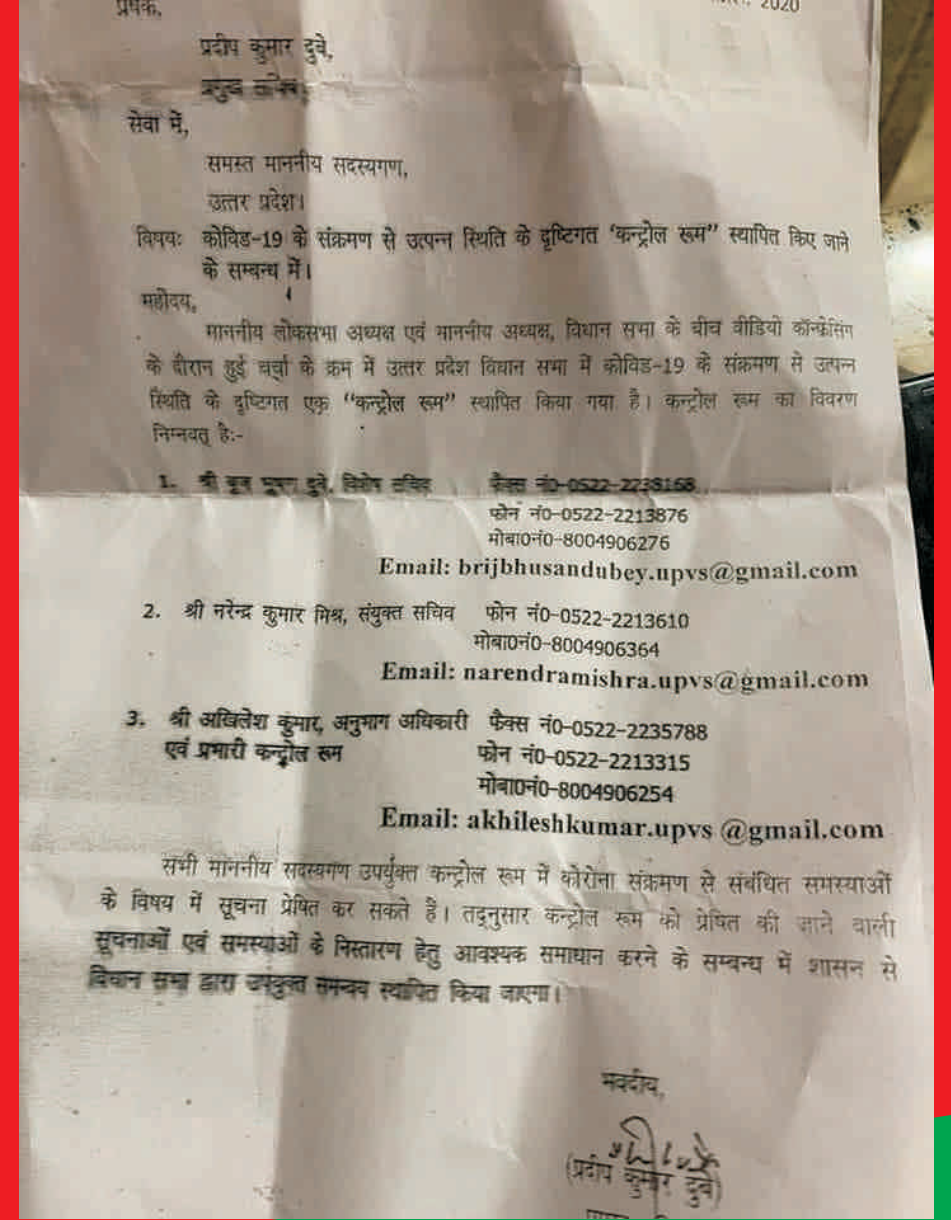 प्रेषक,
2020
प्रदीप कुमार दुबे,
प्रमुख सचिव
सेवा में,
समस्त माननीय सदस्यगण,
उत्तर प्रदेश।
विषयः कोविड-19 के संक्रमण से उत्पन्न स्थिति के दृष्टिगत 'कन्ट्रोल रूम" स्थापित किए जाने
के सम्बन्ध में।
महोदय,
माननीय लोकसभा अध्यक्ष एवं माननीय अध्यक्ष, विधान सभा के बीच वीडियो कॉन्फ्रेसिंग
के दौरान हुई चर्चा के क्रम में उत्तर प्रदेश विधान सभा में कोविड-19 के संक्रमण से उत्पन्न
स्थिति के दृष्टिगत एक "कन्ट्रोल रूम" स्थापित किया गया है। कन्ट्रोल रूम का विवरण
निम्नवत् है:-
1. श्री बृज भूषण दुबे, विशेष सचिव फैक्स नं0-0522-2238168
फोन नं0-0522-2213876
मोबा0नं0-8004906276
Email: brijbhusandubey.upvs@gmail.com
2. श्री नरेन्द्र कुमार मिश्र, संयुक्त सचिव फोन नं0-0522-2213610
मोबा0नं0-8004906364
Email: narendramishra.upvs@gmail.com
3. श्री अखिलेश कुमार, अनुभाग अधिकारी फैक्स नं0-0522-2235788
एवं प्रभारी कन्ट्रोल रूम फोन नं0-0522-2213315
मोबा0नं0-8004906254
Email: akhileshkumar.upvs @gmail.com
सभी माननीय सदस्यगण उपर्युक्त कन्ट्रोल रूम में कोरोना संक्रमण से संबंधित समस्याओं
के विषय में सूचना प्रेषित कर सकते हैं। तद्नुसार कन्ट्रोल रूम को प्रेषित की जाने वाली
सूचनाओं एवं समस्याओं के निस्तारण हेतु आवश्यक समाधान करने के सम्बन्ध में शासन से
विधान सभा द्वारा उपयुक्त समन्वय स्थापित किया जाएगा।
भवदीय,
(प्रदीप कुमार दुबे)